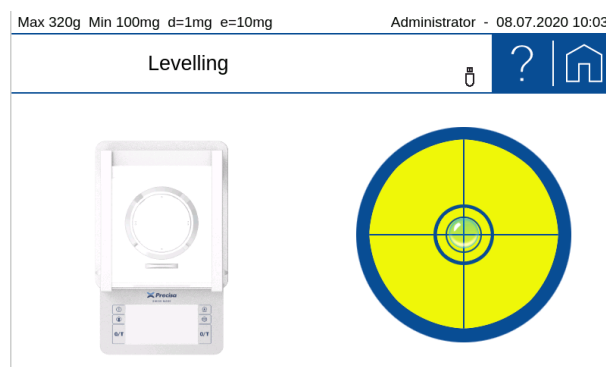 Max 320g Min 100mg d=1mg e=10mg
Administrator - 08.07.2020 10:03
Levelling
?
Precisa
0/T
0/T